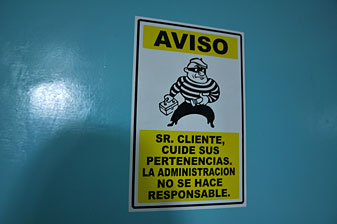 AVISO
SR. CLIENTE,
CUIDE SUS
PERTENENCIAS.
LA ADMINISTRACION
NO SE HACE
RESPONSABLE.